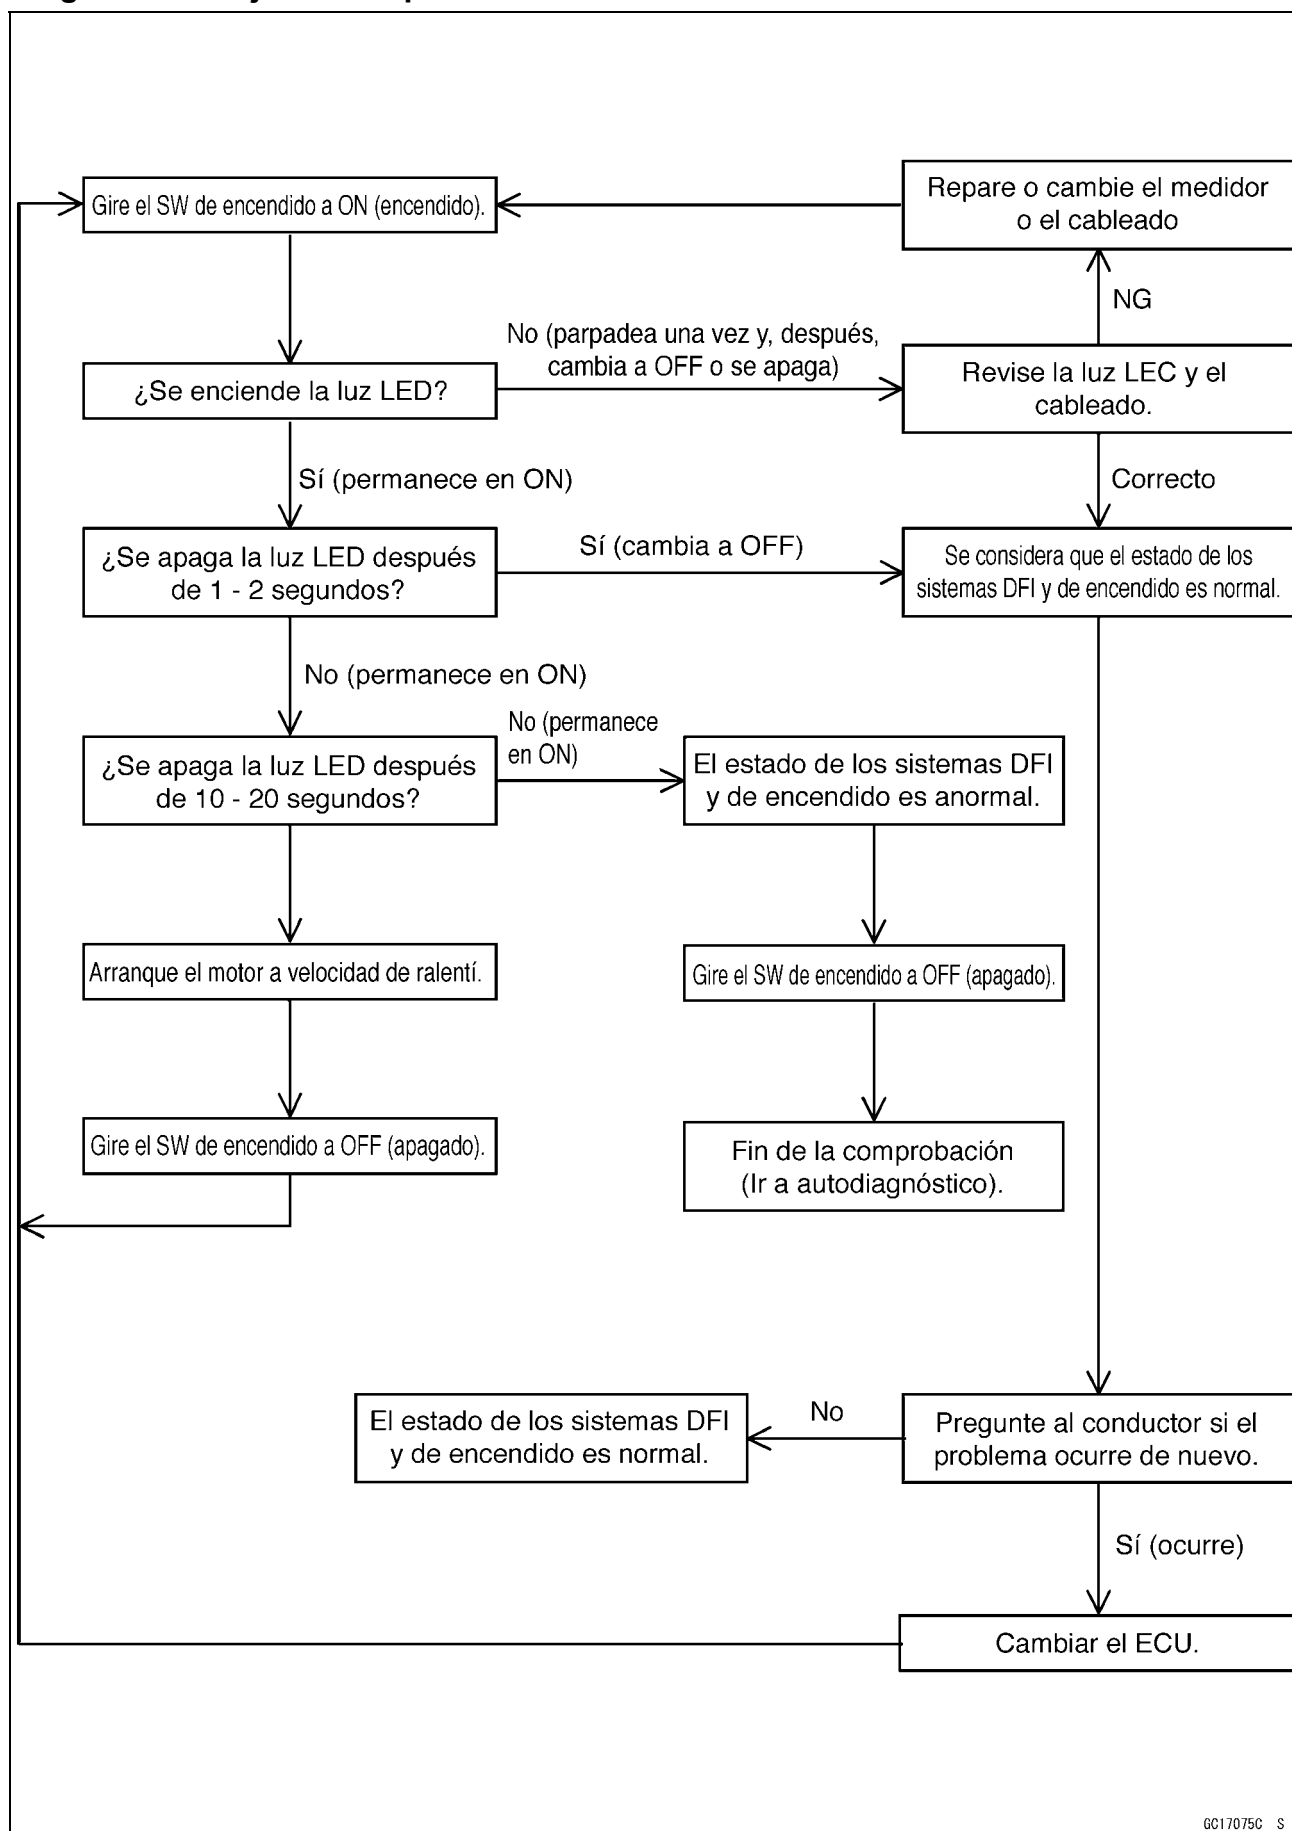 Gire el SW de encendido a ON (encendido).
Repare o cambie el medidor
o el cableado
NG
No (parpadea una vez y, después,
cambia a OFF o se apaga)
¿Se enciende la luz LED?
Revise la luz LEC y el
cableado.
Sí (permanece en ON)
Correcto
¿Se apaga la luz LED después
de 1 - 2 segundos?
Sí (cambia a OFF)
Se considera que el estado de los
sistemas DFI y de encendido es normal.
No (permanece en ON)
¿Se apaga la luz LED después
de 10 - 20 segundos?
No (permanece
en ON)
El estado de los sistemas DFI
y de encendido es anormal.
Arranque el motor a velocidad de ralentí.
Gire el SW de encendido a OFF (apagado).
Gire el SW de encendido a OFF (apagado).
Fin de la comprobación
(Ir a autodiagnóstico).
El estado de los sistemas DFI
y de encendido es normal.
No
Pregunte al conductor si el
problema ocurre de nuevo.
Sí (ocurre)
Cambiar el ECU.
GC17075C S